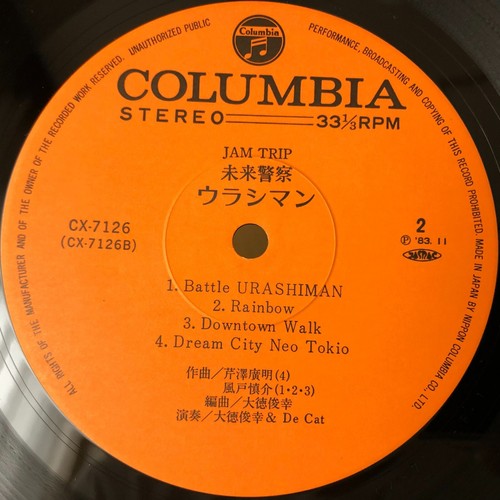 Columbia
ALL RIGHTS OF THE MANUFACTURER AND OF THE OWNER OF THE RECORDED WORK RESERVED. UNAUTHORIZED PUBLIC PERFORMANCE, BROADCASTING AND COPYING OF THIS RECORD PROHIBITED. MADE IN JAPAN BY NIPPON COLUMBIA CO., LTD.
COLUMBIA
STEREO 33 1/3 RPM
JAM TRIP
未来警察
ウラシマン
CX-7126
(CX-7126B)
2
Ⓟ '83. 11
1. Battle URASHIMAN
2. Rainbow
3. Downtown Walk
4. Dream City Neo Tokio
作曲/芹澤廣明(4)
風戸慎介(1・2・3)
編曲/大徳俊幸
演奏/大徳俊幸 & De Cat